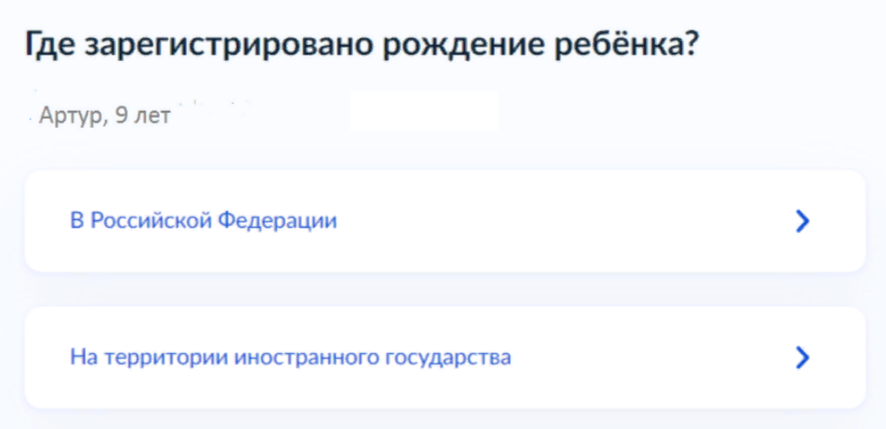 Где зарегистрировано рождение ребёнка?
Артур, 9 лет
В Российской Федерации
На территории иностранного государства